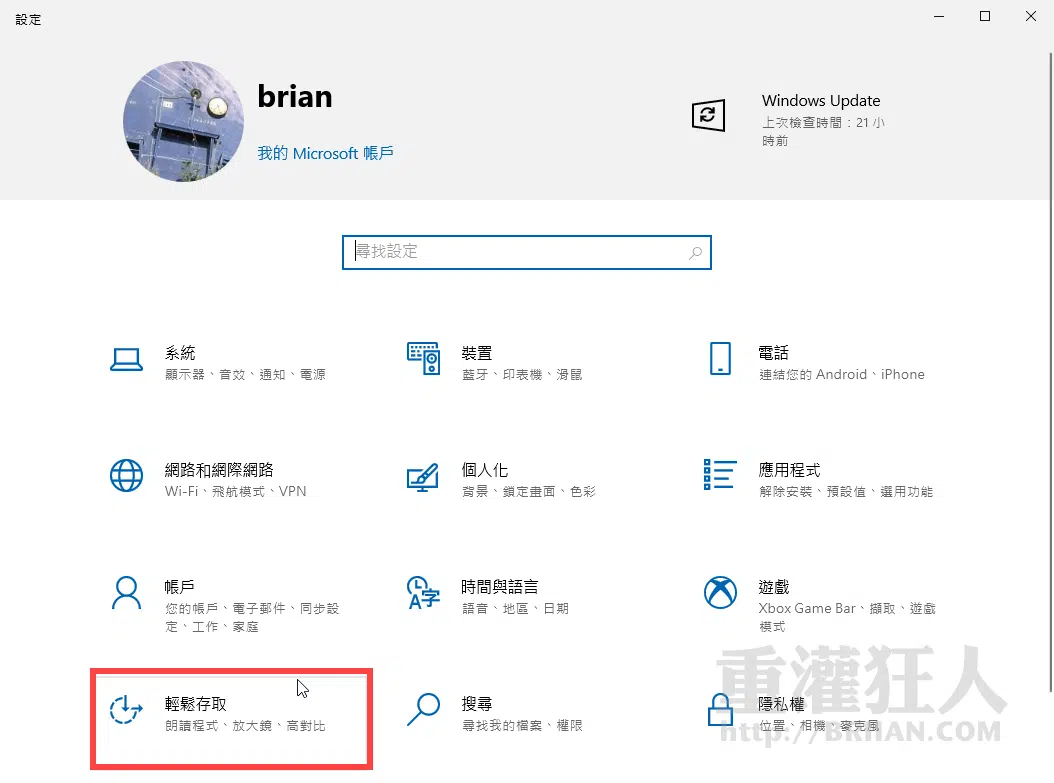 設定
brian
我的 Microsoft 帳戶
Windows Update
上次檢查時間：21 小
時前
尋找設定
系統
顯示器、音效、通知、電源
裝置
藍牙、印表機、滑鼠
電話
連結您的 Android、iPhone
網路和網際網路
Wi-Fi、飛航模式、VPN
個人化
背景、鎖定畫面、色彩
應用程式
解除安裝、預設值、選用功能
帳戶
您的帳戶、電子郵件、同步設
定、工作、家庭
時間與語言
語音、地區、日期
遊戲
Xbox Game Bar、擷取、遊戲
模式
輕鬆存取
朗讀程式、放大鏡、高對比
搜尋
尋找我的檔案、權限
隱私權
位置、相機、麥克風
重灌狂人
http://BRIIAN.COM